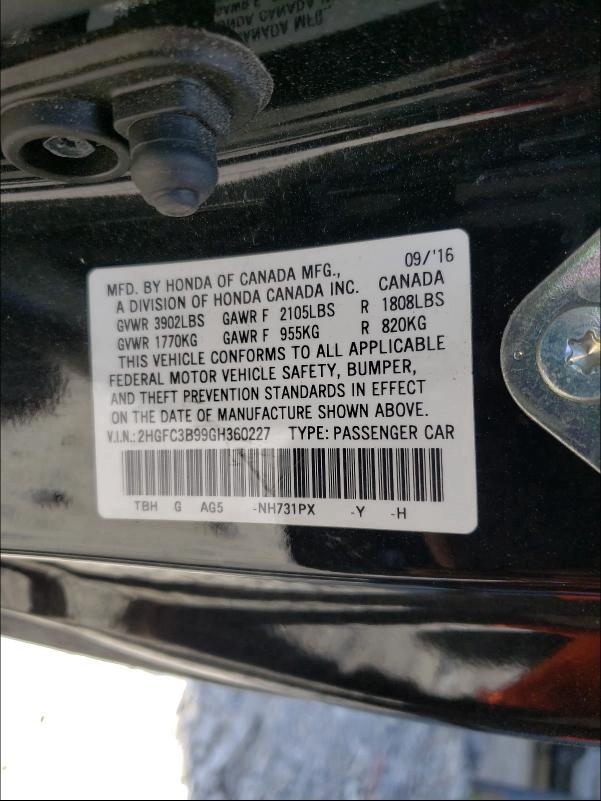 09/'16
MFD. BY HONDA OF CANADA MFG.,
A DIVISION OF HONDA CANADA INC. CANADA
GVWR 3902LBS GAWR F 2105LBS R 1808LBS
GVWR 1770KG GAWR F 955KG R 820KG
THIS VEHICLE CONFORMS TO ALL APPLICABLE
FEDERAL MOTOR VEHICLE SAFETY, BUMPER,
AND THEFT PREVENTION STANDARDS IN EFFECT
ON THE DATE OF MANUFACTURE SHOWN ABOVE.
V.I.N.: 2HGFC3B99GH360227 TYPE: PASSENGER CAR
TBH G AG5 -NH731PX -Y -H